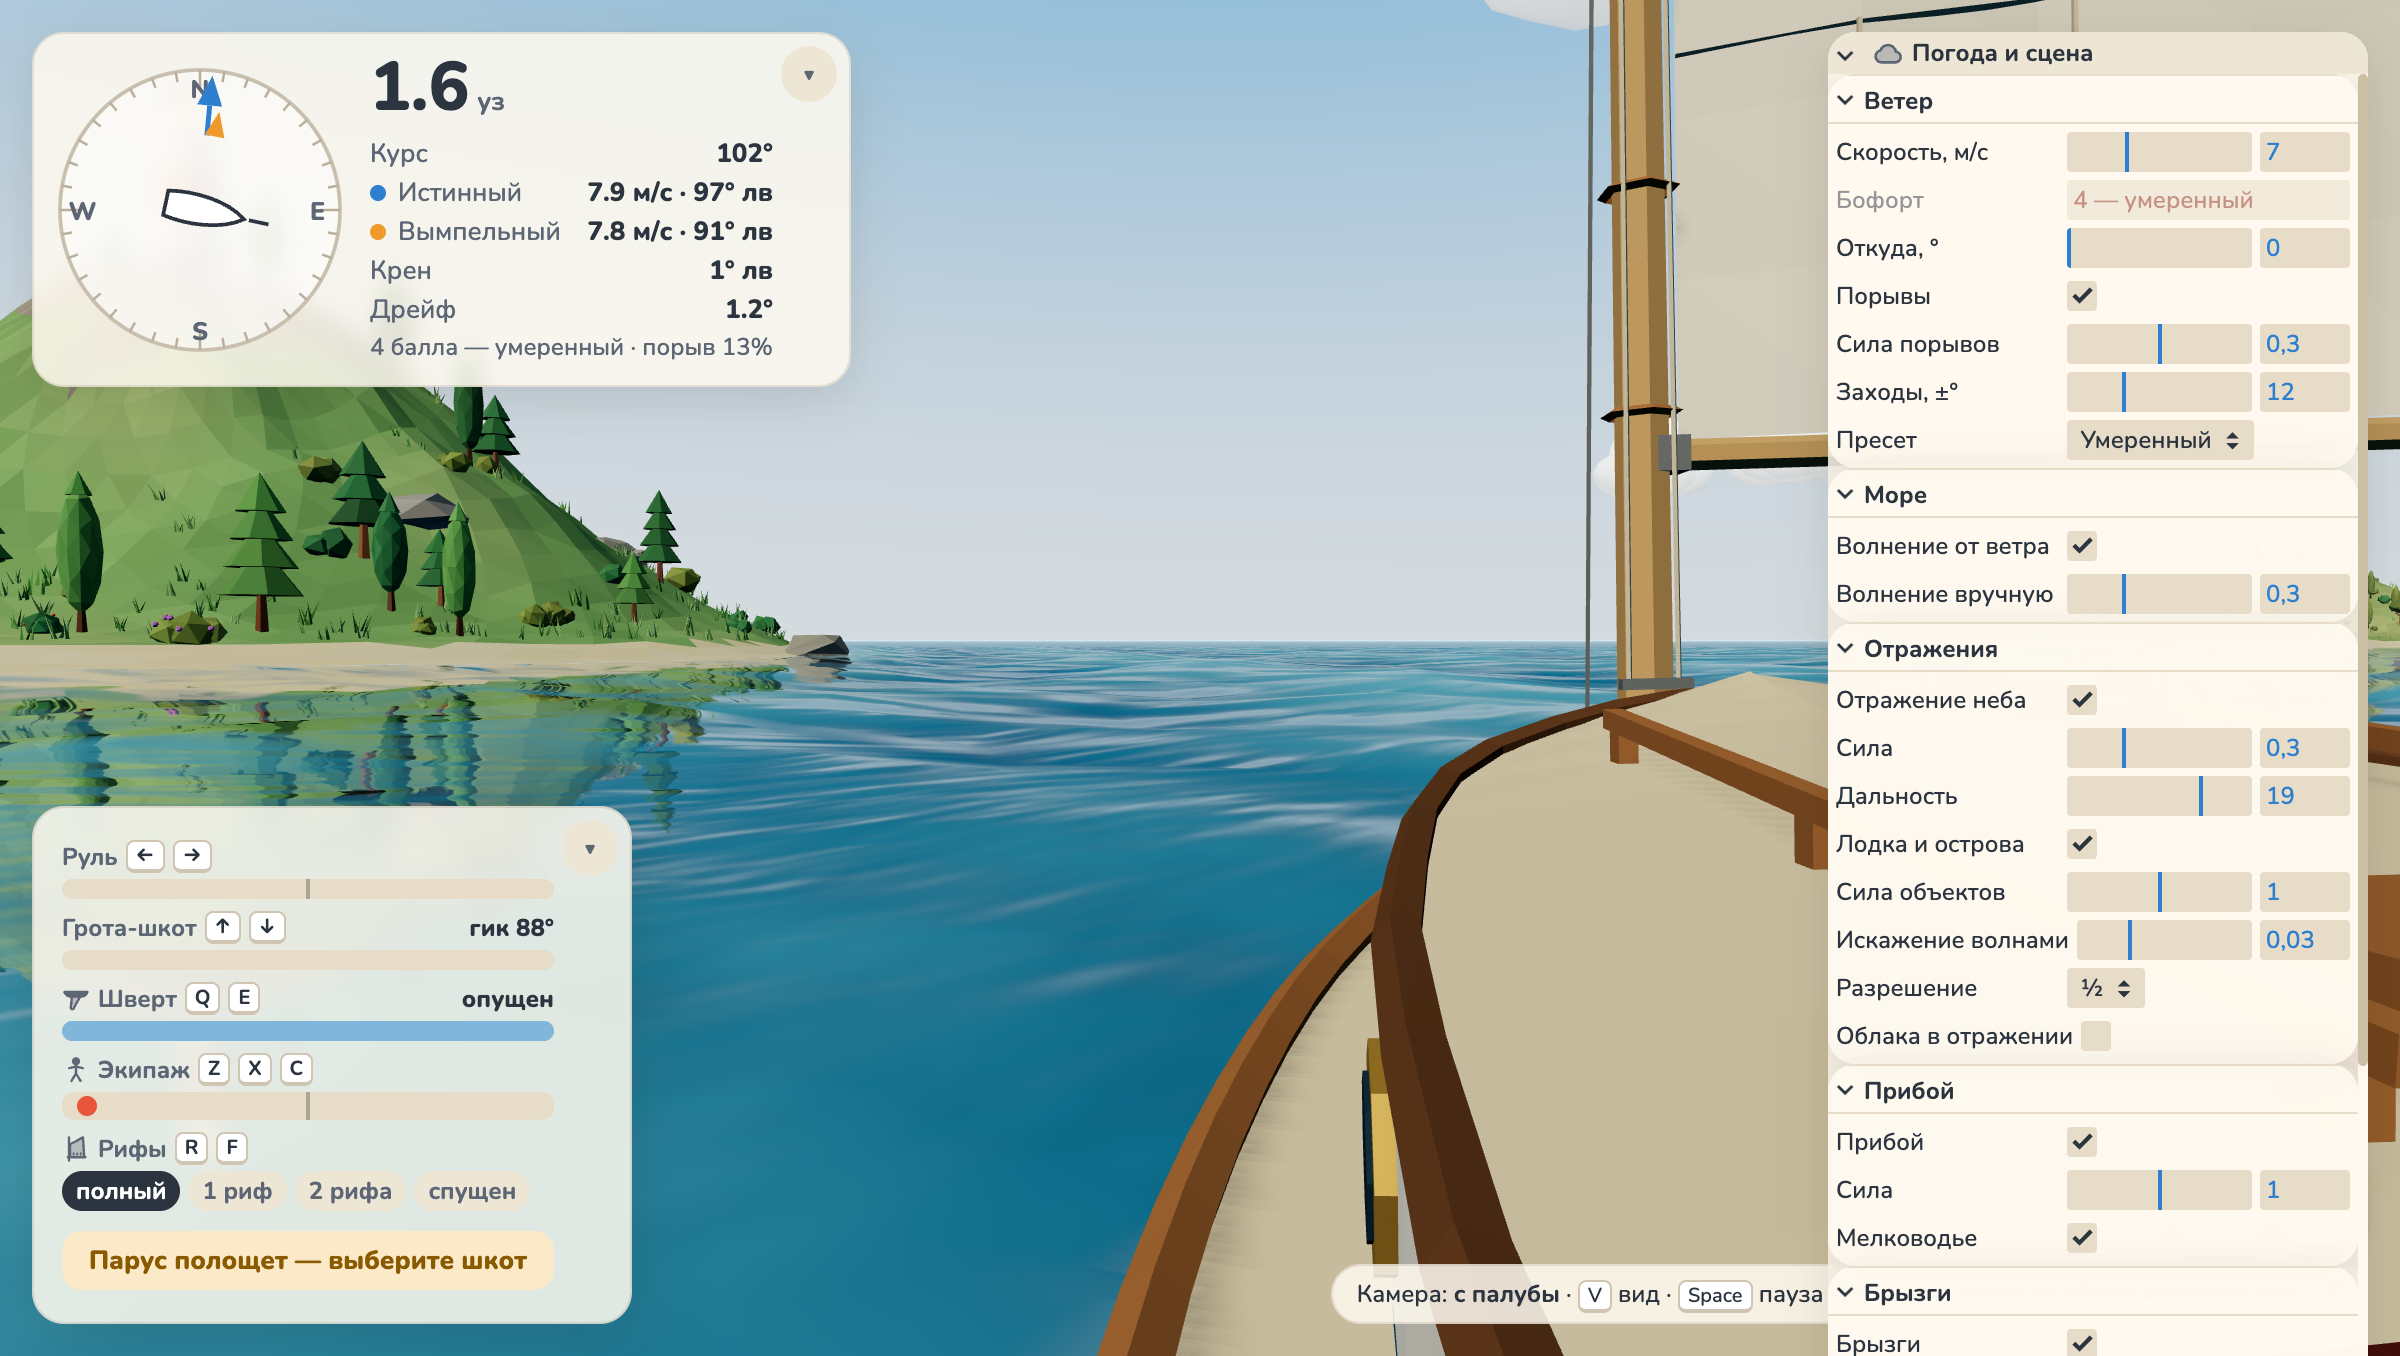 N
W
E
S
1.6 уз
Курс 102°
Истинный 7.9 м/с · 97° лв
Вымпельный 7.8 м/с · 91° лв
Крен 1° лв
Дрейф 1.2°
4 балла — умеренный · порыв 13%
Руль ← →
Грота-шкот ↑ ↓ гик 88°
Шверт Q E опущен
Экипаж Z X C
Рифы R F
полный 1 риф 2 рифа спущен
Парус полощет — выберите шкот
Камера: с палубы · V вид · Space пауза
Погода и сцена
Ветер
Скорость, м/с 7
Бофорт 4 — умеренный
Откуда, ° 0
Порывы
Сила порывов 0,3
Заходы, ±° 12
Пресет Умеренный
Море
Волнение от ветра
Волнение вручную 0,3
Отражения
Отражение неба
Сила 0,3
Дальность 19
Лодка и острова
Сила объектов 1
Искажение волнами 0,03
Разрешение ½
Облака в отражении
Прибой
Прибой
Сила 1
Мелководье
Брызги
Брызги